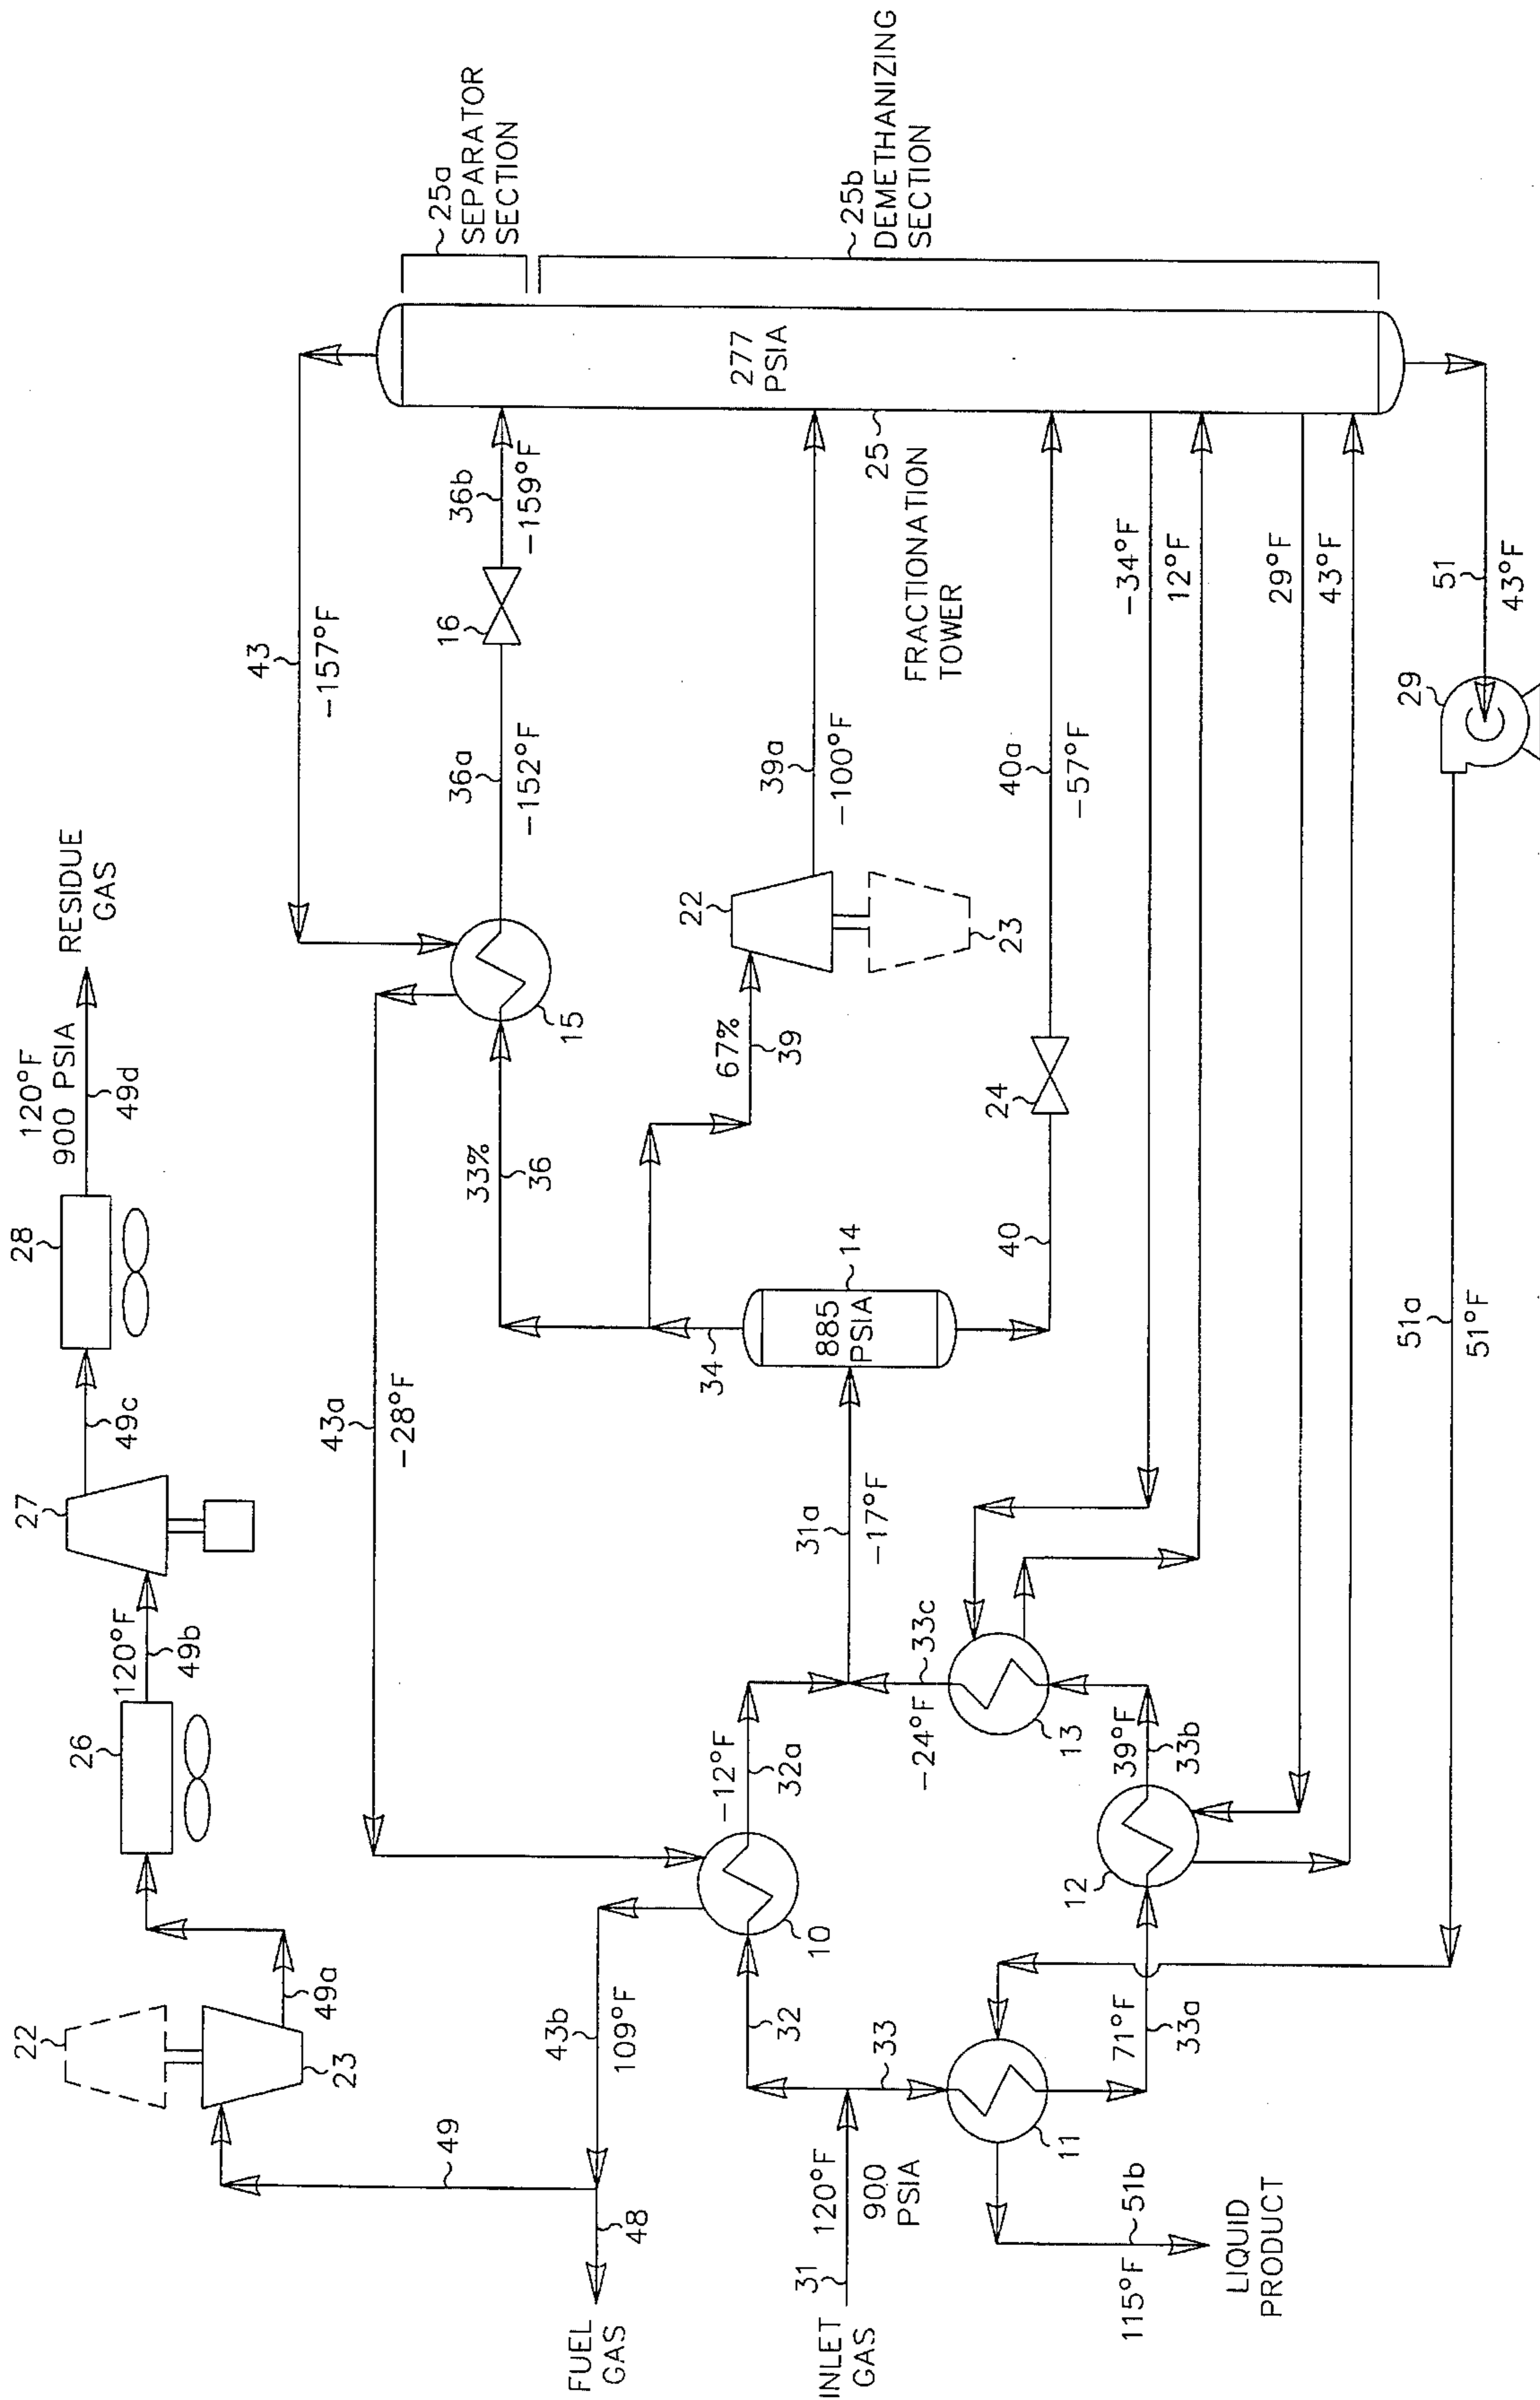 22
23
49a
26
120°F
49b
27
49c
28
120°F
900 PSIA
49d
RESIDUE
GAS
43
-157°F
43a
-28°F
33%
36
15
36a
-152°F
16
36b
-159°F
25a
SEPARATOR
SECTION
25b
DEMETHANIZING
SECTION
277
PSIA
25
FRACTIONATION
TOWER
67%
39
22
23
39a
-100°F
34
885
PSIA
14
40
24
40a
-57°F
31a
-17°F
-34°F
12°F
29°F
43°F
49
48
FUEL
GAS
43b
109°F
10
-12°F
32a
32
31
INLET
GAS
120°F
900
PSIA
33
11
-24°F
33c
13
39°F
33b
12
71°F
33a
115°F
51b
LIQUID
PRODUCT
51a
51°F
29
51
43°F